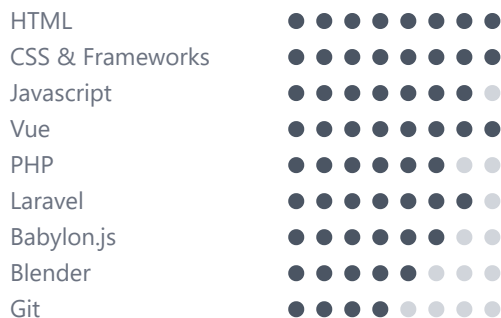 HTML
CSS & Frameworks
Javascript
Vue
PHP
Laravel
Babylon.js
Blender
Git